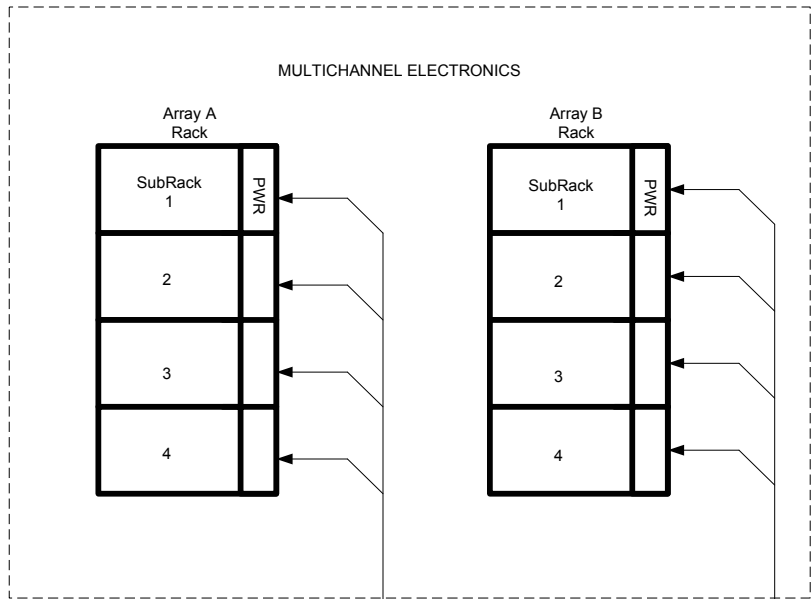 MULTICHANNEL ELECTRONICS
Array A
Rack
SubRack
1
PWR
2
3
4
Array B
Rack
SubRack
1
PWR
2
3
4